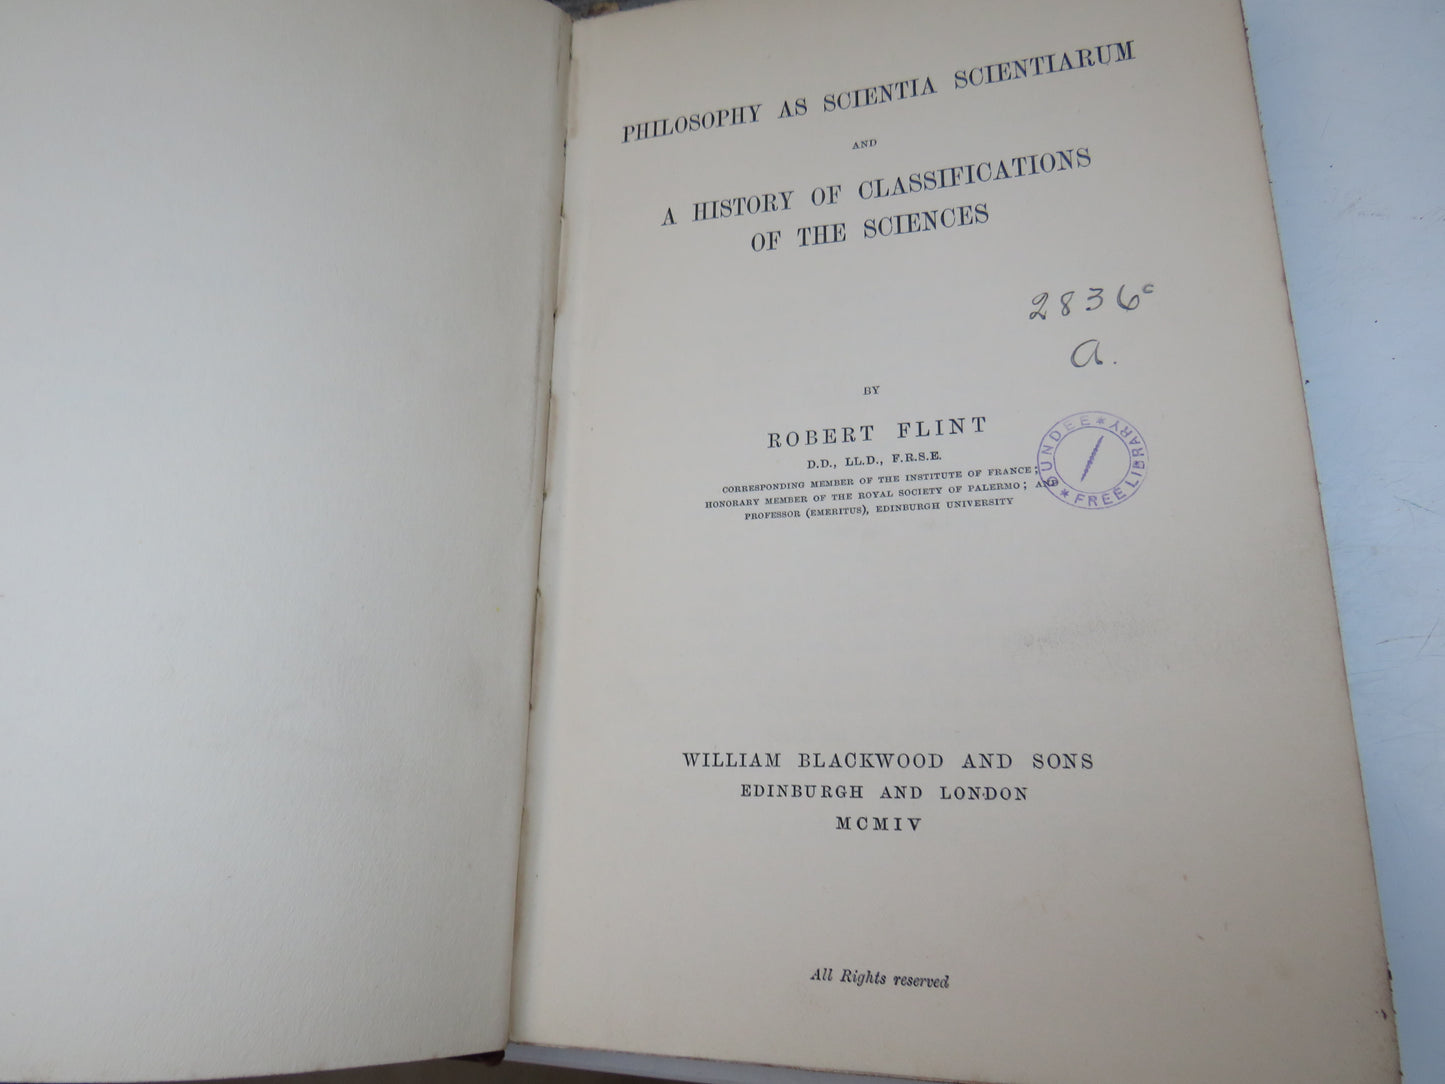 PHILOSOPHY AS SCIENTIA SCIENTIARUM
AND
A HISTORY OF CLASSIFICATIONS
OF THE SCIENCES
2836c
a.
BY
ROBERT FLINT
D.D., LL.D., F.R.S.E.
CORRESPONDING MEMBER OF THE INSTITUTE OF FRANCE;
HONORARY MEMBER OF THE ROYAL SOCIETY OF PALERMO; AND
PROFESSOR (EMERITUS), EDINBURGH UNIVERSITY
DUNDEE * FREE LIBRARY *
WILLIAM BLACKWOOD AND SONS
EDINBURGH AND LONDON
MCMIV
All Rights reserved